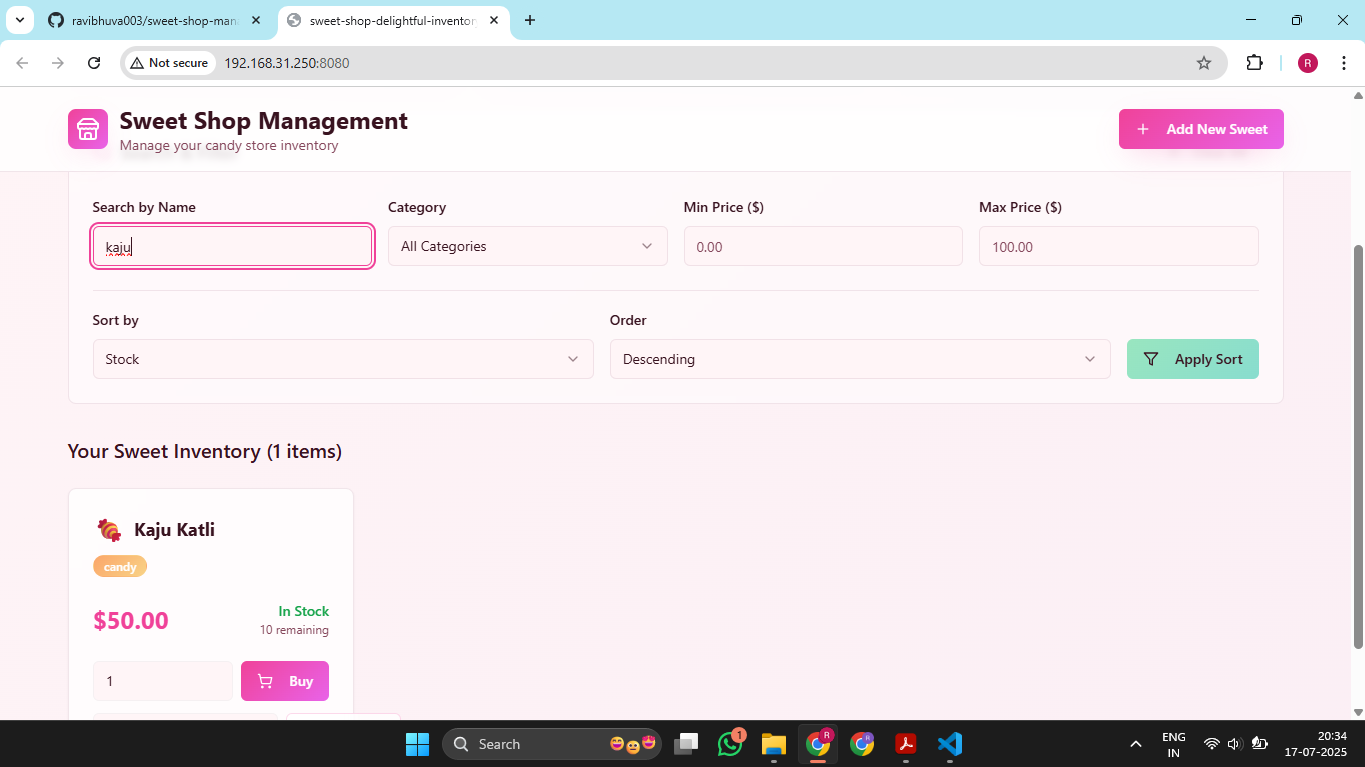 ravibhuva003/sweet-shop-mana
sweet-shop-delightful-inventory
Not secure
192.168.31.250:8080
R
Sweet Shop Management
Manage your candy store inventory
+ Add New Sweet
Search by Name
Category
Min Price ($)
Max Price ($)
kaju
All Categories
0.00
100.00
Sort by
Order
Stock
Descending
Apply Sort
Your Sweet Inventory (1 items)
Kaju Katli
candy
$50.00
In Stock
10 remaining
1
Buy
Search
1
R
ENG
IN
20:34
17-07-2025